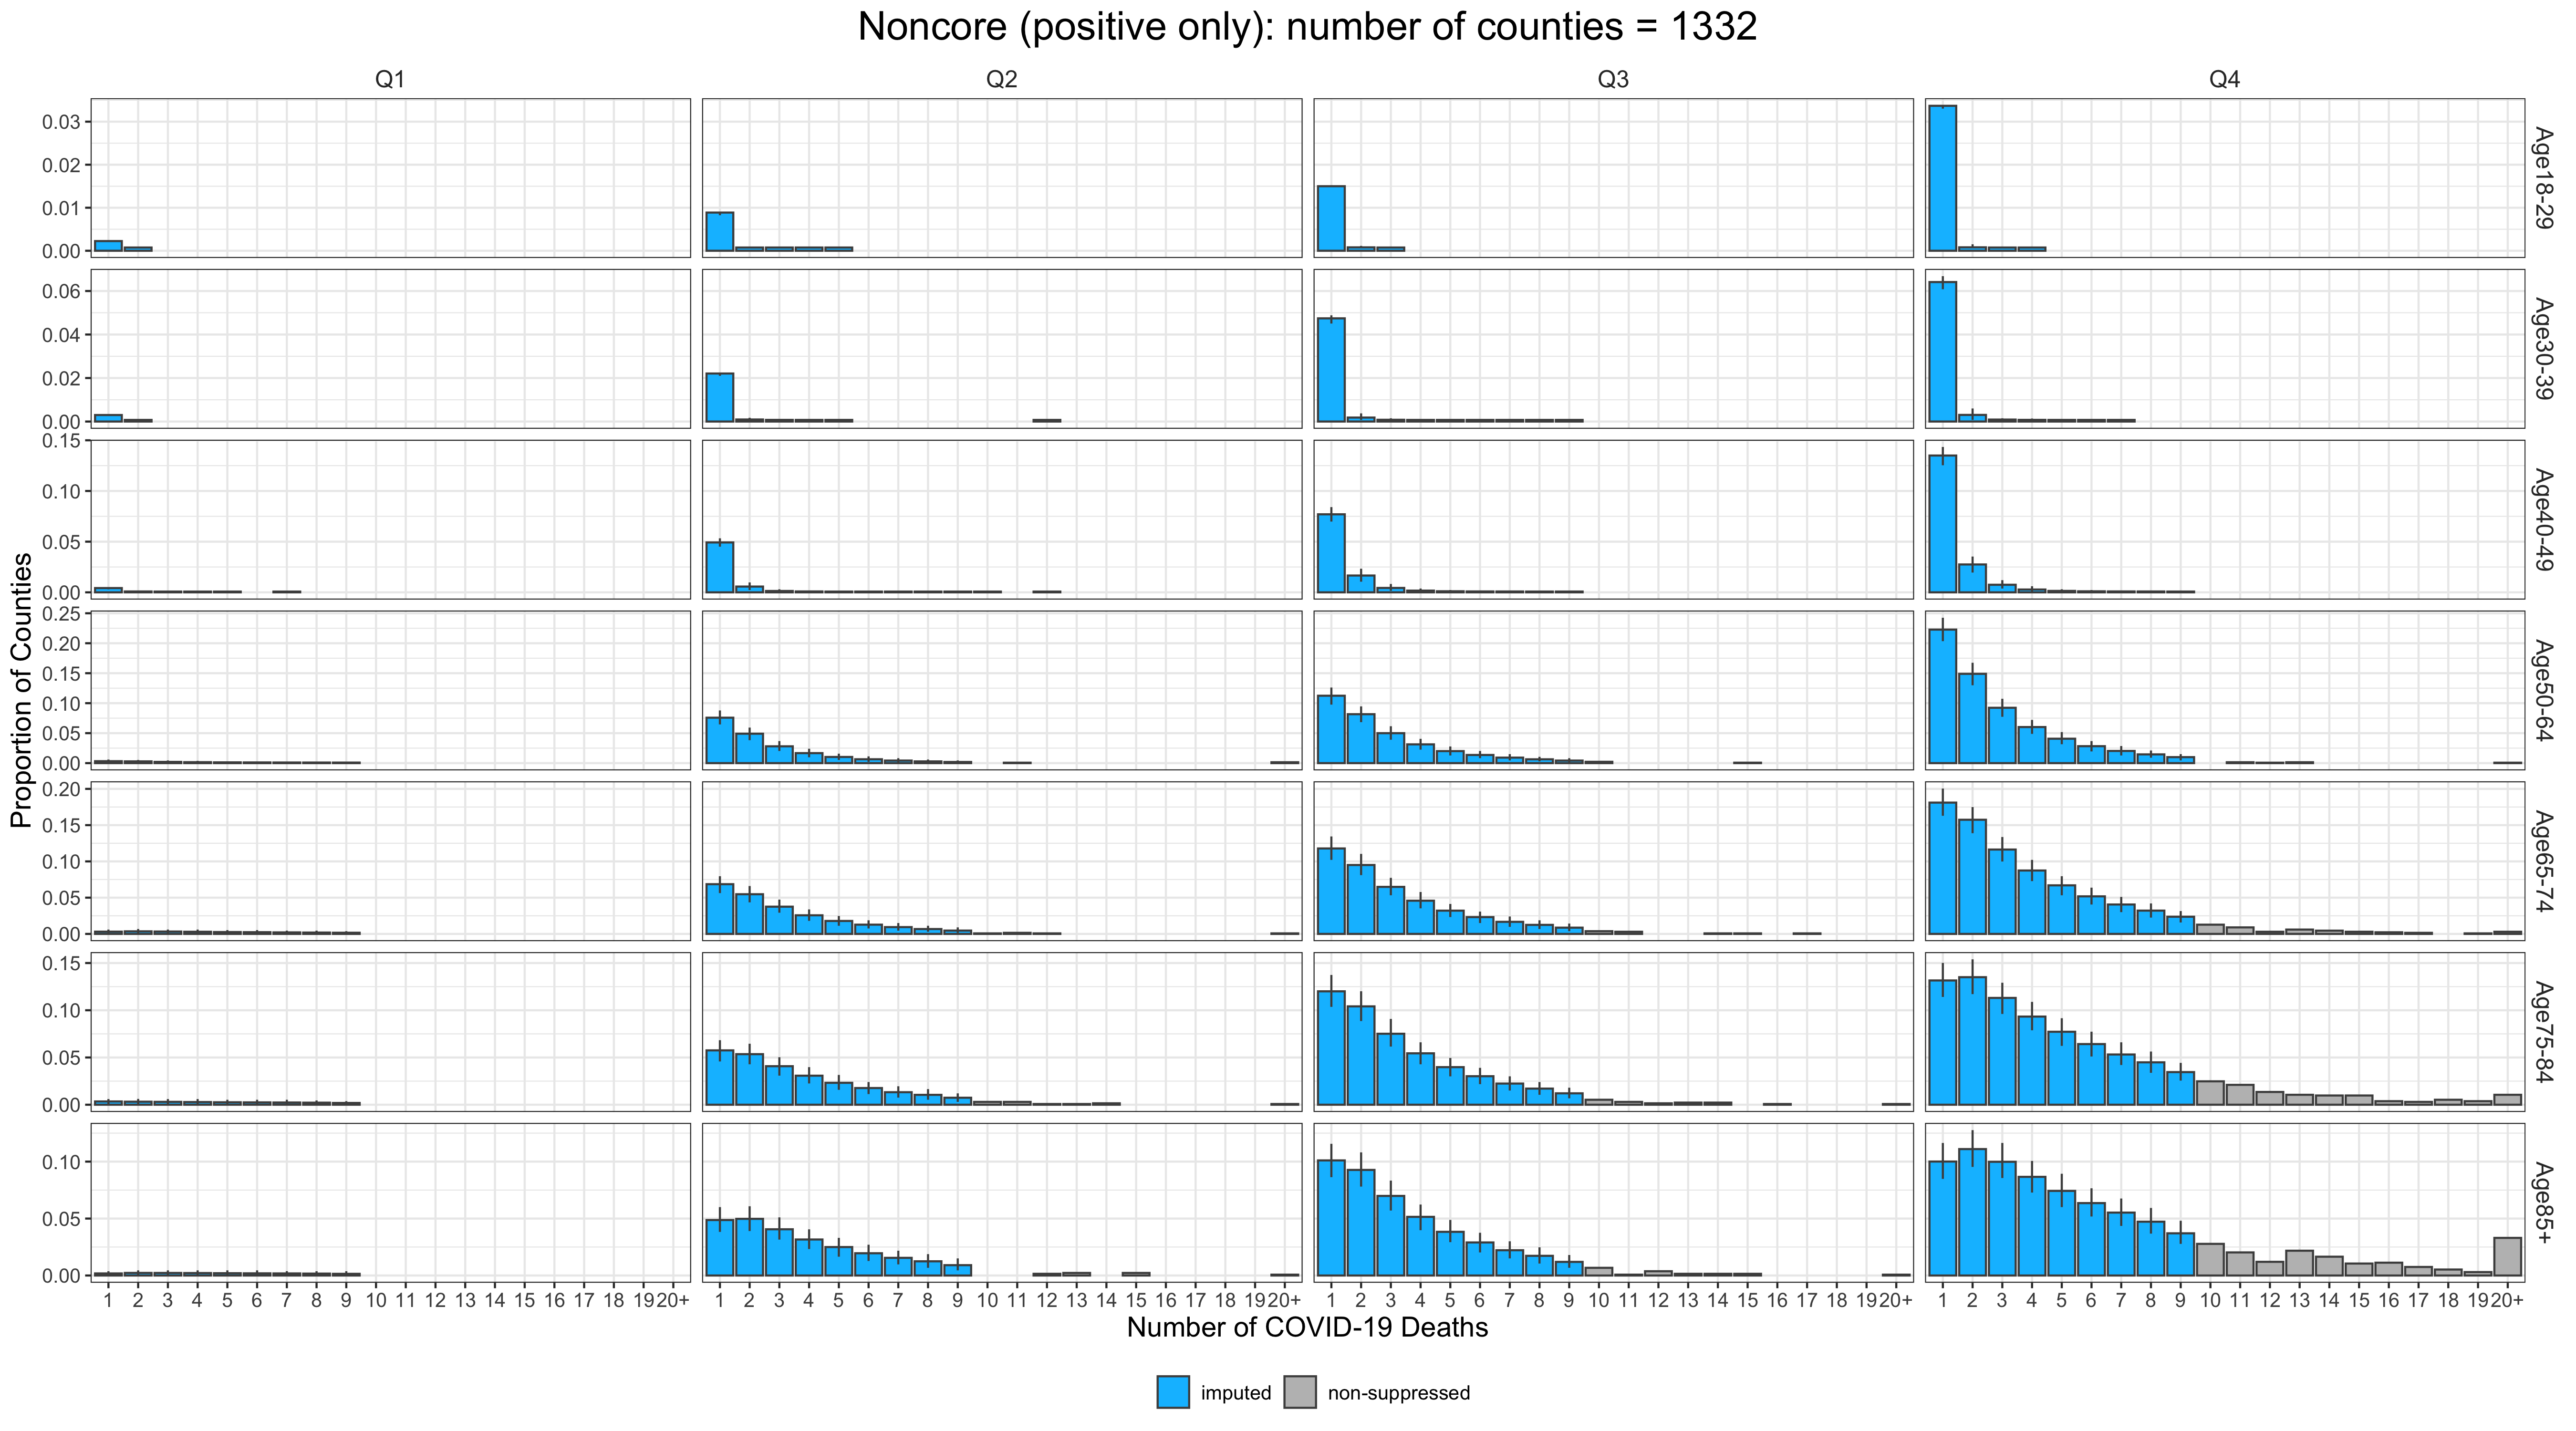 Noncore (positive only): number of counties = 1332
Q1 Q2 Q3 Q4
0.03
0.02
0.01
0.00
Age18-29
0.06
0.04
0.02
0.00
Age30-39
0.15
0.10
0.05
0.00
Age40-49
0.25
0.20
0.15
0.10
0.05
0.00
Age50-64
0.20
0.15
0.10
0.05
0.00
Age65-74
0.15
0.10
0.05
0.00
Age75-84
0.10
0.05
0.00
Age85+
Proportion of Counties
1 2 3 4 5 6 7 8 9 10 11 12 13 14 15 16 17 18 19 20+ 1 2 3 4 5 6 7 8 9 10 11 12 13 14 15 16 17 18 19 20+ 1 2 3 4 5 6 7 8 9 10 11 12 13 14 15 16 17 18 19 20+ 1 2 3 4 5 6 7 8 9 10 11 12 13 14 15 16 17 18 19 20+
Number of COVID-19 Deaths
imputed non-suppressed